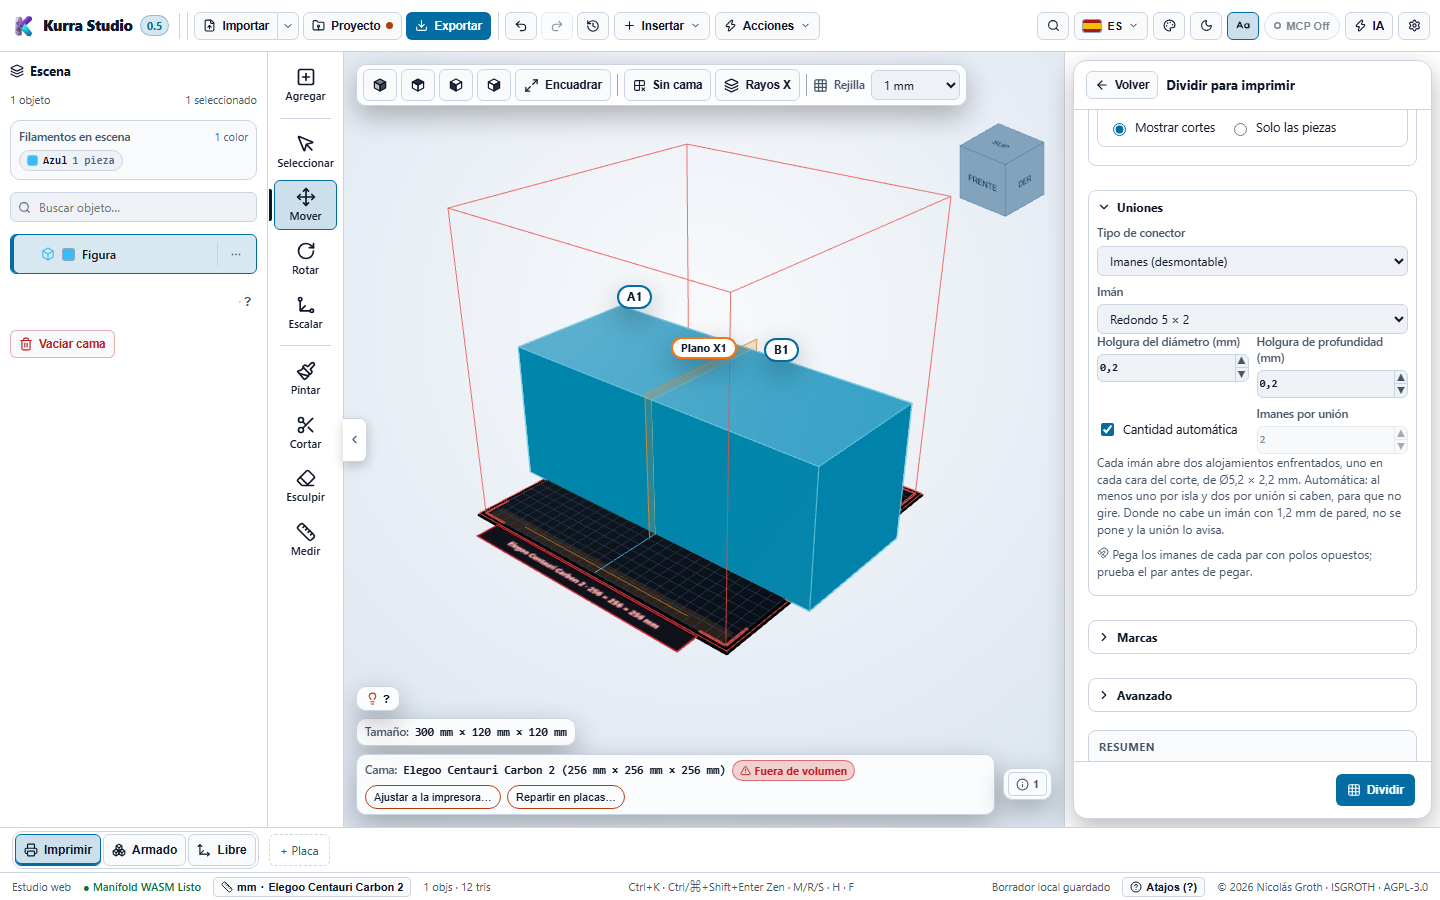 Kurra Studio 0.5
Importar
Proyecto
Exportar
Insertar
Acciones
ES
MCP Off
IA
Escena
1 objeto
1 seleccionado
Filamentos en escena
1 color
Azul 1 pieza
Buscar objeto...
Figura
?
Vaciar cama
Agregar
Seleccionar
Mover
Rotar
Escalar
Pintar
Cortar
Esculpir
Medir
Encuadrar
Sin cama
Rayos X
Rejilla
1 mm
SUP
FRENTE
DER
A1
Plano X1
B1
Elegoo Centauri Carbon 2 · 256 × 256 × 256 mm
?
Tamaño: 300 mm × 120 mm × 120 mm
Cama: Elegoo Centauri Carbon 2 (256 mm × 256 mm × 256 mm)
Fuera de volumen
Ajustar a la impresora...
Repartir en placas...
1
Volver
Dividir para imprimir
Mostrar cortes
Solo las piezas
Uniones
Tipo de conector
Imanes (desmontable)
Imán
Redondo 5 × 2
Holgura del diámetro (mm)
0,2
Holgura de profundidad
(mm)
0,2
Cantidad automática
Imanes por unión
2
Cada imán abre dos alojamientos enfrentados, uno en
cada cara del corte, de Ø5,2 × 2,2 mm. Automática: al
menos uno por isla y dos por unión si caben, para que no
gire. Donde no cabe un imán con 1,2 mm de pared, no se
pone y la unión lo avisa.
Pega los imanes de cada par con polos opuestos;
prueba el par antes de pegar.
Marcas
Avanzado
RESUMEN
Dividir
Imprimir
Armado
Libre
+ Placa
Estudio web
Manifold WASM Listo
mm · Elegoo Centauri Carbon 2
1 objs · 12 tris
Ctrl+K · Ctrl/⌘+Shift+Enter Zen · M/R/S · H · F
Borrador local guardado
Atajos (?)
© 2026 Nicolás Groth · ISGROTH · AGPL-3.0